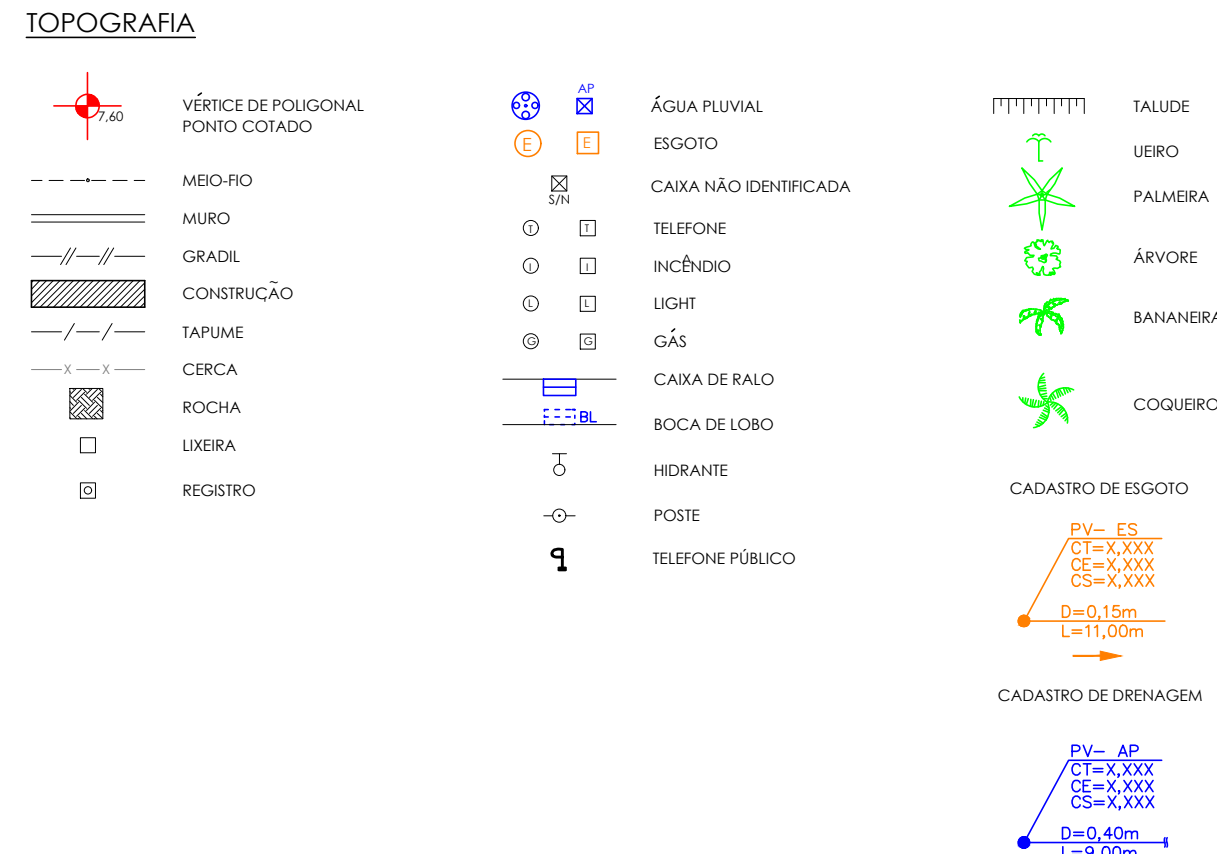 TOPOGRAFIA
7,60
VÉRTICE DE POLIGONAL
PONTO COTADO
MEIO-FIO
MURO
GRADIL
CONSTRUÇÃO
TAPUME
X X
CERCA
ROCHA
LIXEIRA
REGISTRO
AP
ÁGUA PLUVIAL
E E
ESGOTO
S/N
CAIXA NÃO IDENTIFICADA
T T
TELEFONE
I I
INCÊNDIO
L L
LIGHT
G G
GÁS
CAIXA DE RALO
BL
BOCA DE LOBO
HIDRANTE
POSTE
TELEFONE PÚBLICO
TALUDE
UEIRO
PALMEIRA
ÁRVORE
BANANEIRA
COQUEIRO
CADASTRO DE ESGOTO
PV- ES
CT=X,XXX
CE=X,XXX
CS=X,XXX
D=0,15m
L=11,00m
CADASTRO DE DRENAGEM
PV- AP
CT=X,XXX
CE=X,XXX
CS=X,XXX
D=0,40m
L=9,00m